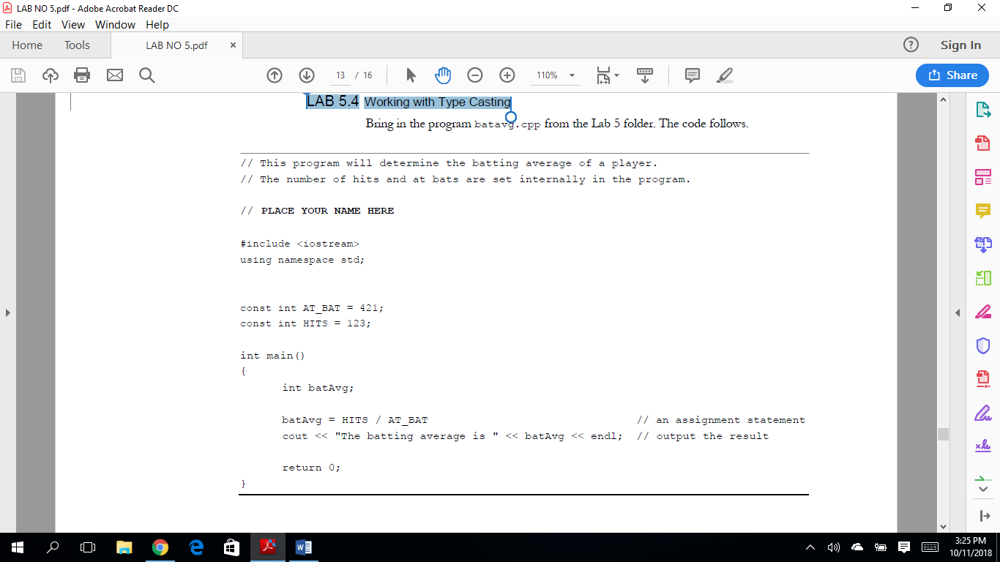 LAB NO 5.pdf - Adobe Acrobat Reader DC
File Edit View Window Help
Home Tools LAB NO 5.pdf × Sign In
13 / 16 110% Share
LAB 5.4 Working with Type Casting
Bring in the program batavg.cpp from the Lab 5 folder. The code follows.
// This program will determine the batting average of a player.
// The number of hits and at bats are set internally in the program.
// PLACE YOUR NAME HERE
#include <iostream>
using namespace std;
const int AT_BAT = 421;
const int HITS = 123;
int main()
{
int batAvg;
batAvg = HITS / AT_BAT // an assignment statement
cout << "The batting average is " << batAvg << endl; // output the result
return 0;
}
3:25 PM
10/11/2018